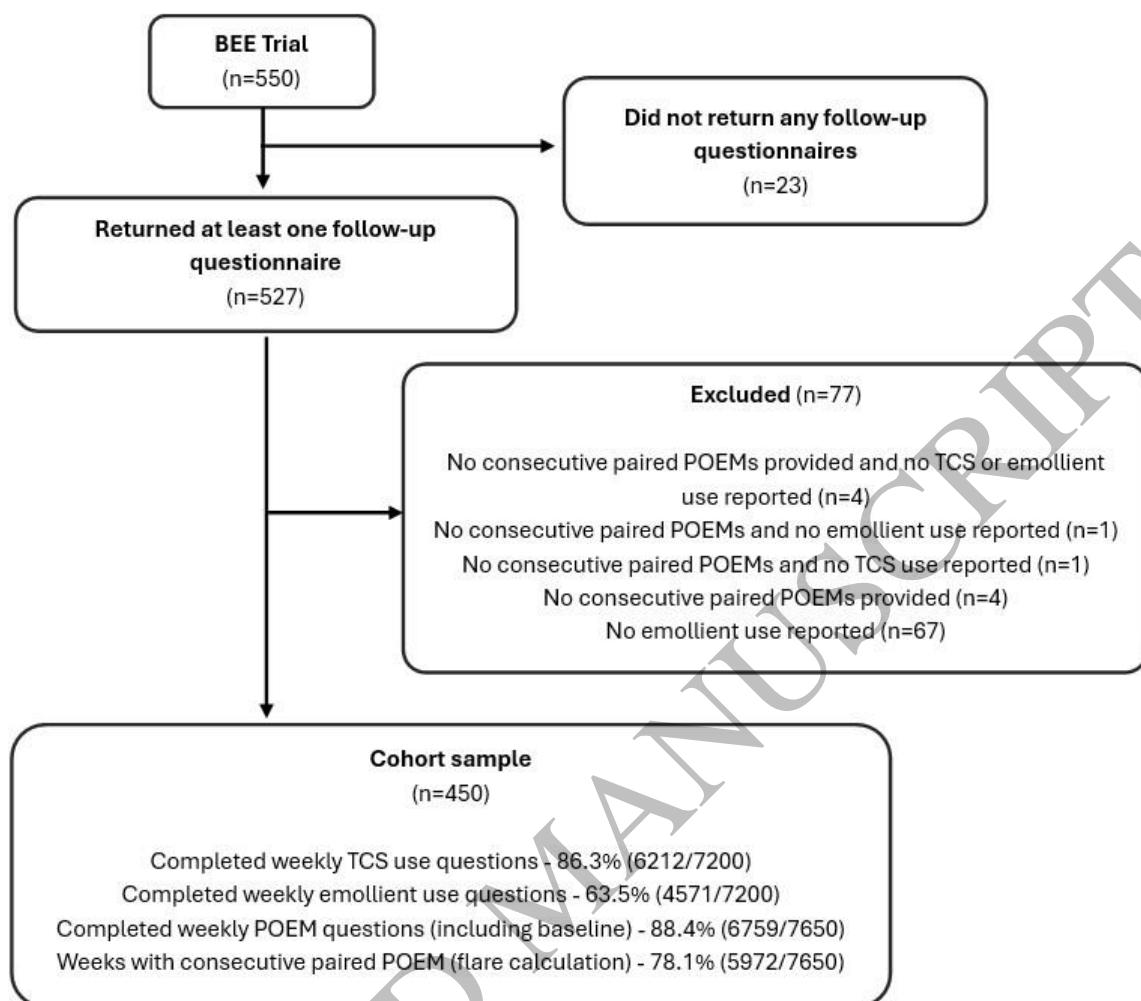 BEE Trial
(n=550)
Did not return any follow-up
questionnaires
(n=23)
Returned at least one follow-up
questionnaire
(n=527)
Excluded (n=77)
No consecutive paired POEMs provided and no TCS or emollient
use reported (n=4)
No consecutive paired POEMs and no emollient use reported (n=1)
No consecutive paired POEMs and no TCS use reported (n=1)
No consecutive paired POEMs provided (n=4)
No emollient use reported (n=67)
Cohort sample
(n=450)
Completed weekly TCS use questions - 86.3% (6212/7200)
Completed weekly emollient use questions - 63.5% (4571/7200)
Completed weekly POEM questions (including baseline) - 88.4% (6759/7650)
Weeks with consecutive paired POEM (flare calculation) - 78.1% (5972/7650)
D MANUSCRIPT